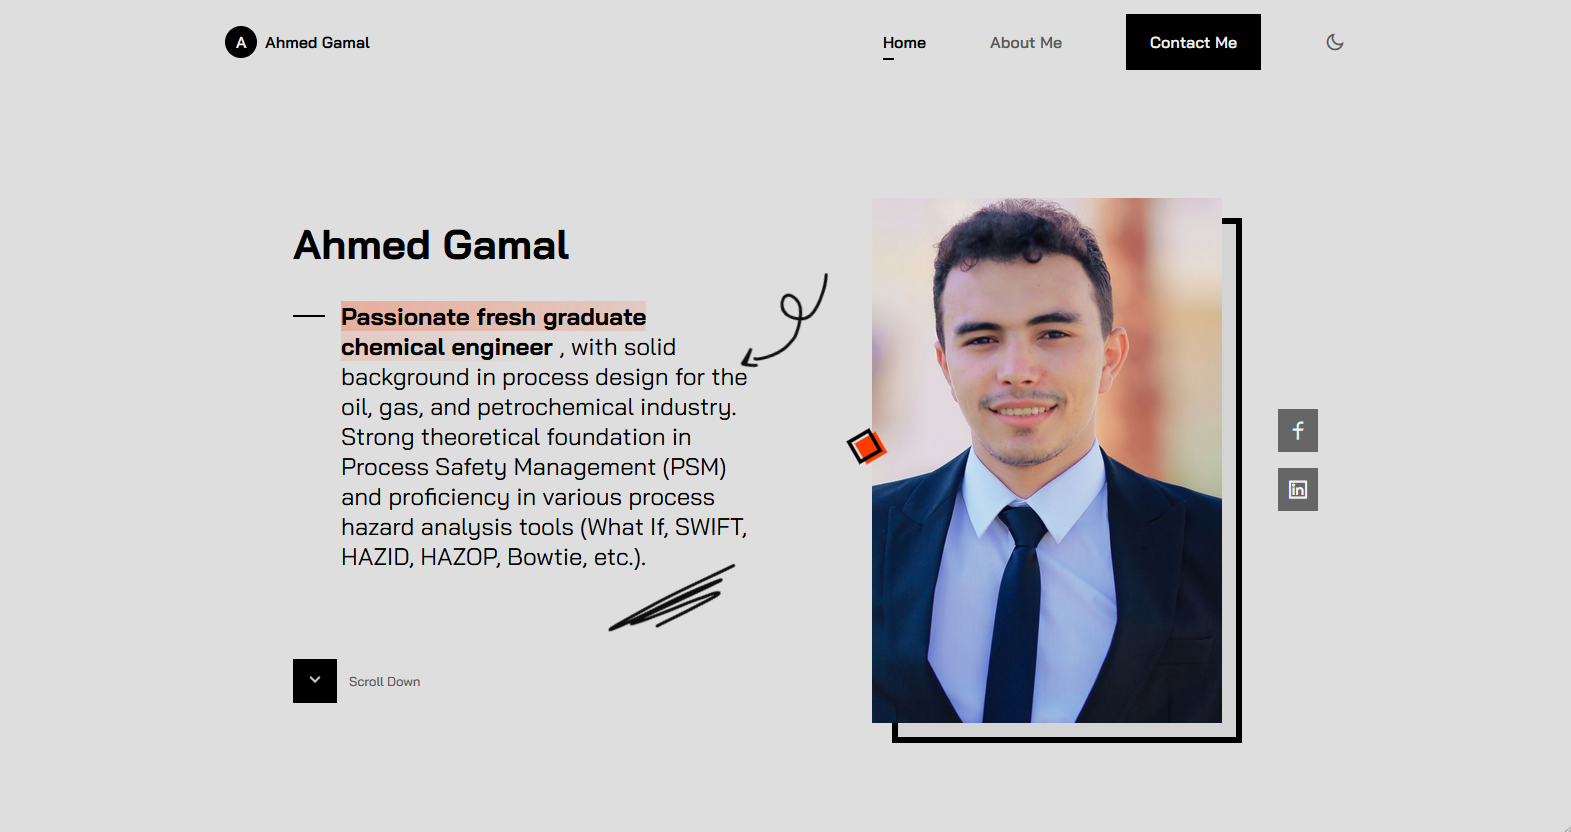 A Ahmed Gamal
Home About Me Contact Me
Ahmed Gamal
Passionate fresh graduate
chemical engineer , with solid
background in process design for the
oil, gas, and petrochemical industry.
Strong theoretical foundation in
Process Safety Management (PSM)
and proficiency in various process
hazard analysis tools (What If, SWIFT,
HAZID, HAZOP, Bowtie, etc.).
Scroll Down
f
in